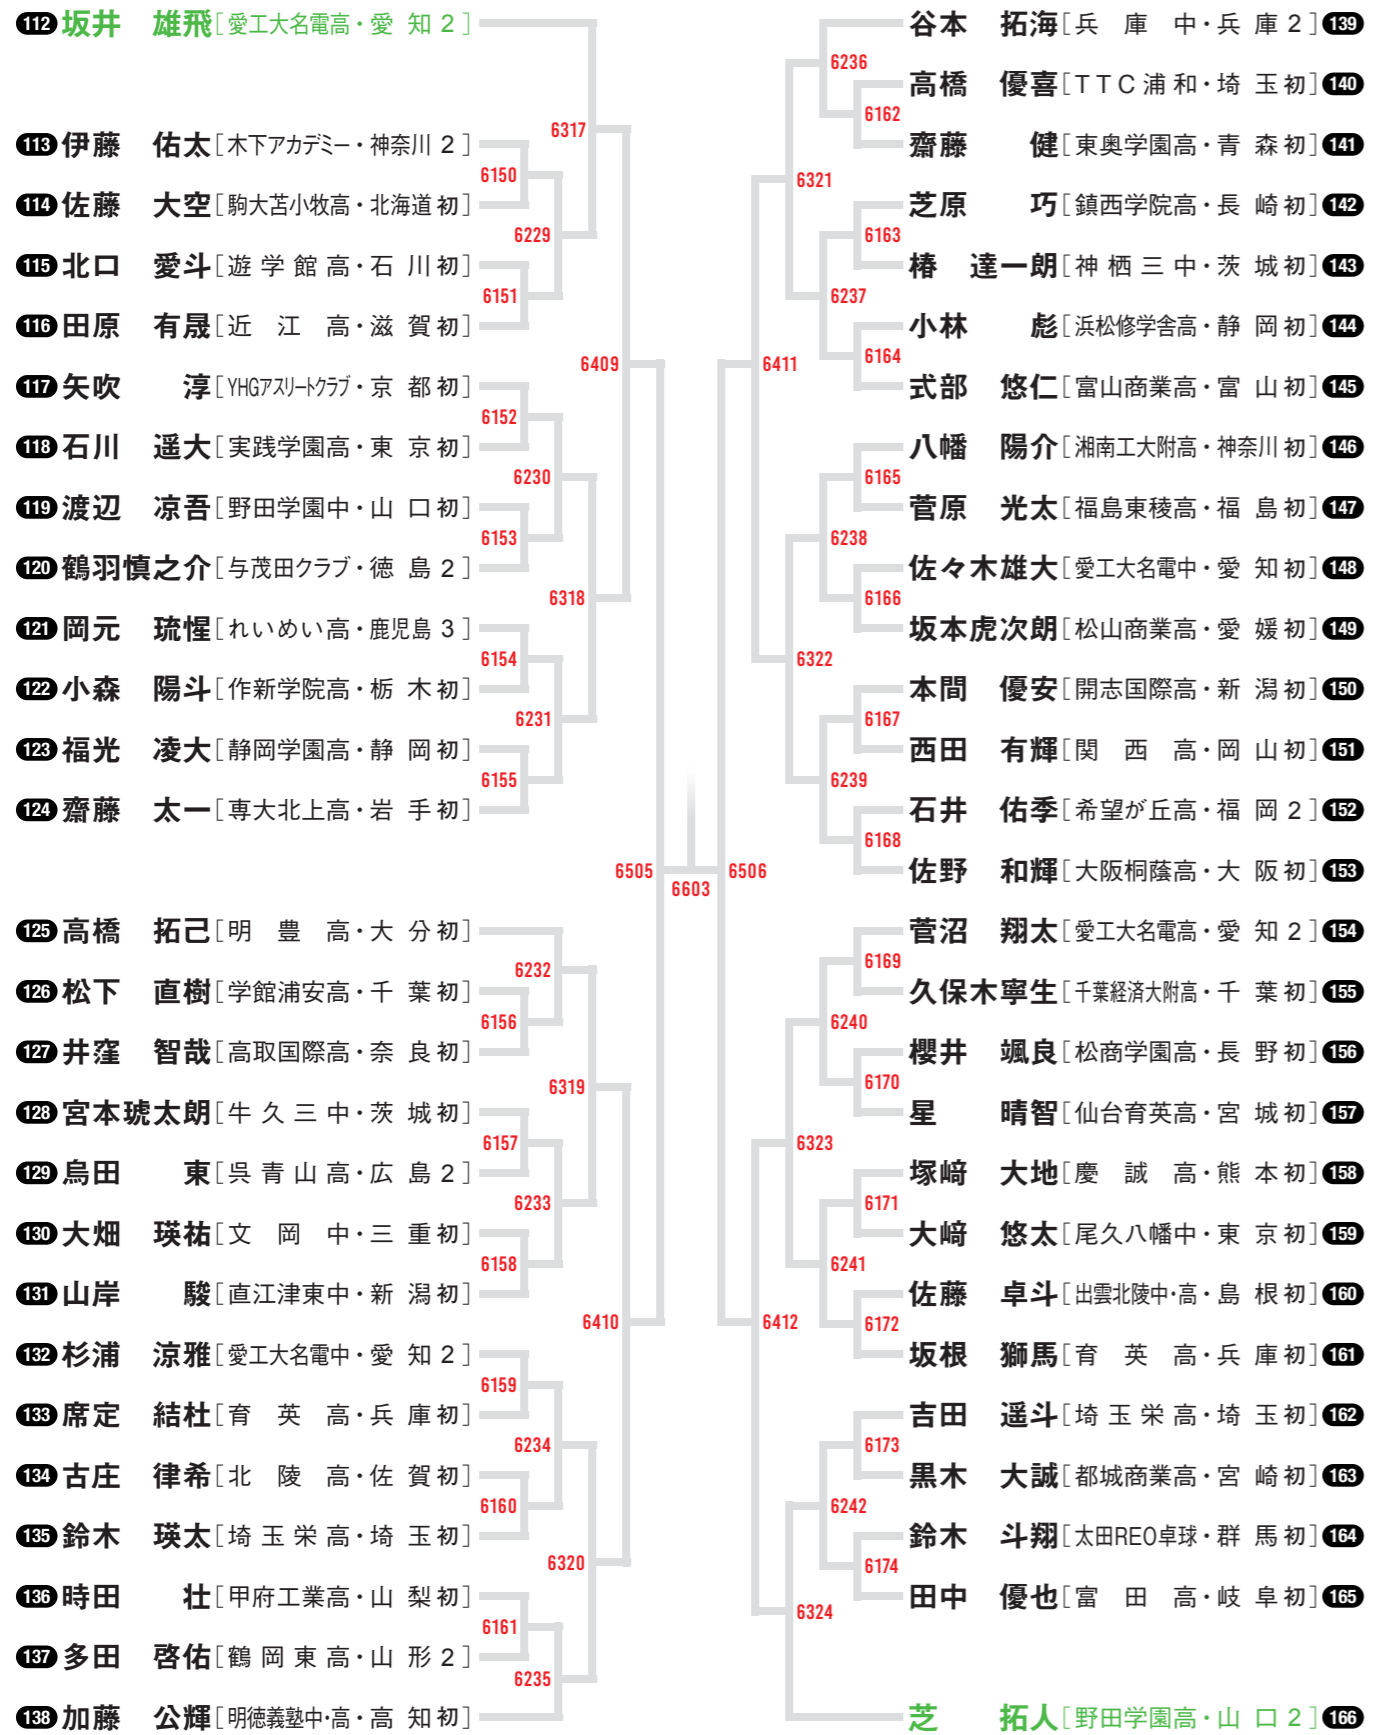 112 坂井 雄飛 [愛工大名電高・愛知2]
113 伊藤 佑太 [木下アカデミー・神奈川2]
114 佐藤 大空 [駒大苫小牧高・北海道初]
115 北口 愛斗 [遊学館高・石川初]
116 田原 有晟 [近江高・滋賀初]
117 矢吹 淳 [YHGアスリートクラブ・京都初]
118 石川 遥大 [実践学園高・東京初]
119 渡辺 凉吾 [野田学園中・山口初]
120 鶴羽慎之介 [与茂田クラブ・徳島2]
121 岡元 琉惺 [れいめい高・鹿児島3]
122 小森 陽斗 [作新学院高・栃木初]
123 福光 凌大 [静岡学園高・静岡初]
124 齋藤 太一 [専大北上高・岩手初]
125 高橋 拓己 [明豊高・大分初]
126 松下 直樹 [学館浦安高・千葉初]
127 井窪 智哉 [高取国際高・奈良初]
128 宮本琥太朗 [牛久三中・茨城初]
129 烏田 東 [呉青山高・広島2]
130 大畑 瑛祐 [文岡中・三重初]
131 山岸 駿 [直江津東中・新潟初]
132 杉浦 涼雅 [愛工大名電中・愛知2]
133 席定 結杜 [育英高・兵庫初]
134 古庄 律希 [北陵高・佐賀初]
135 鈴木 瑛太 [埼玉栄高・埼玉初]
136 時田 壮 [甲府工業高・山梨初]
137 多田 啓佑 [鶴岡東高・山形2]
138 加藤 公輝 [明徳義塾中・高・高知初]
6150
6151
6152
6153
6154
6155
6156
6157
6158
6159
6160
6161
6229
6230
6231
6232
6233
6234
6235
6317
6318
6319
6320
6409
6410
6505
6603
6506
6411
6412
6321
6322
6323
6324
6236
6237
6238
6239
6240
6241
6242
6162
6163
6164
6165
6166
6167
6168
6169
6170
6171
6172
6173
6174
谷本 拓海 [兵庫中・兵庫2] 139
高橋 優喜 [TTC浦和・埼玉初] 140
齋藤 健 [東奥学園高・青森初] 141
芝原 巧 [鎮西学院高・長崎初] 142
椿 達一朗 [神栖三中・茨城初] 143
小林 彪 [浜松修学舎高・静岡初] 144
式部 悠仁 [富山商業高・富山初] 145
八幡 陽介 [湘南工大附高・神奈川初] 146
菅原 光太 [福島東稜高・福島初] 147
佐々木雄大 [愛工大名電中・愛知初] 148
坂本虎次朗 [松山商業高・愛媛初] 149
本間 優安 [開志国際高・新潟初] 150
西田 有輝 [関西高・岡山初] 151
石井 佑季 [希望が丘高・福岡2] 152
佐野 和輝 [大阪桐蔭高・大阪初] 153
菅沼 翔太 [愛工大名電高・愛知2] 154
久保木寧生 [千葉経済大附高・千葉初] 155
櫻井 颯良 [松商学園高・長野初] 156
星 晴智 [仙台育英高・宮城初] 157
塚﨑 大地 [慶誠高・熊本初] 158
大﨑 悠太 [尾久八幡中・東京初] 159
佐藤 卓斗 [出雲北陵中・高・島根初] 160
坂根 獅馬 [育英高・兵庫初] 161
吉田 遥斗 [埼玉栄高・埼玉初] 162
黒木 大誠 [都城商業高・宮崎初] 163
鈴木 斗翔 [太田REO卓球・群馬初] 164
田中 優也 [富田高・岐阜初] 165
芝 拓人 [野田学園高・山口2] 166